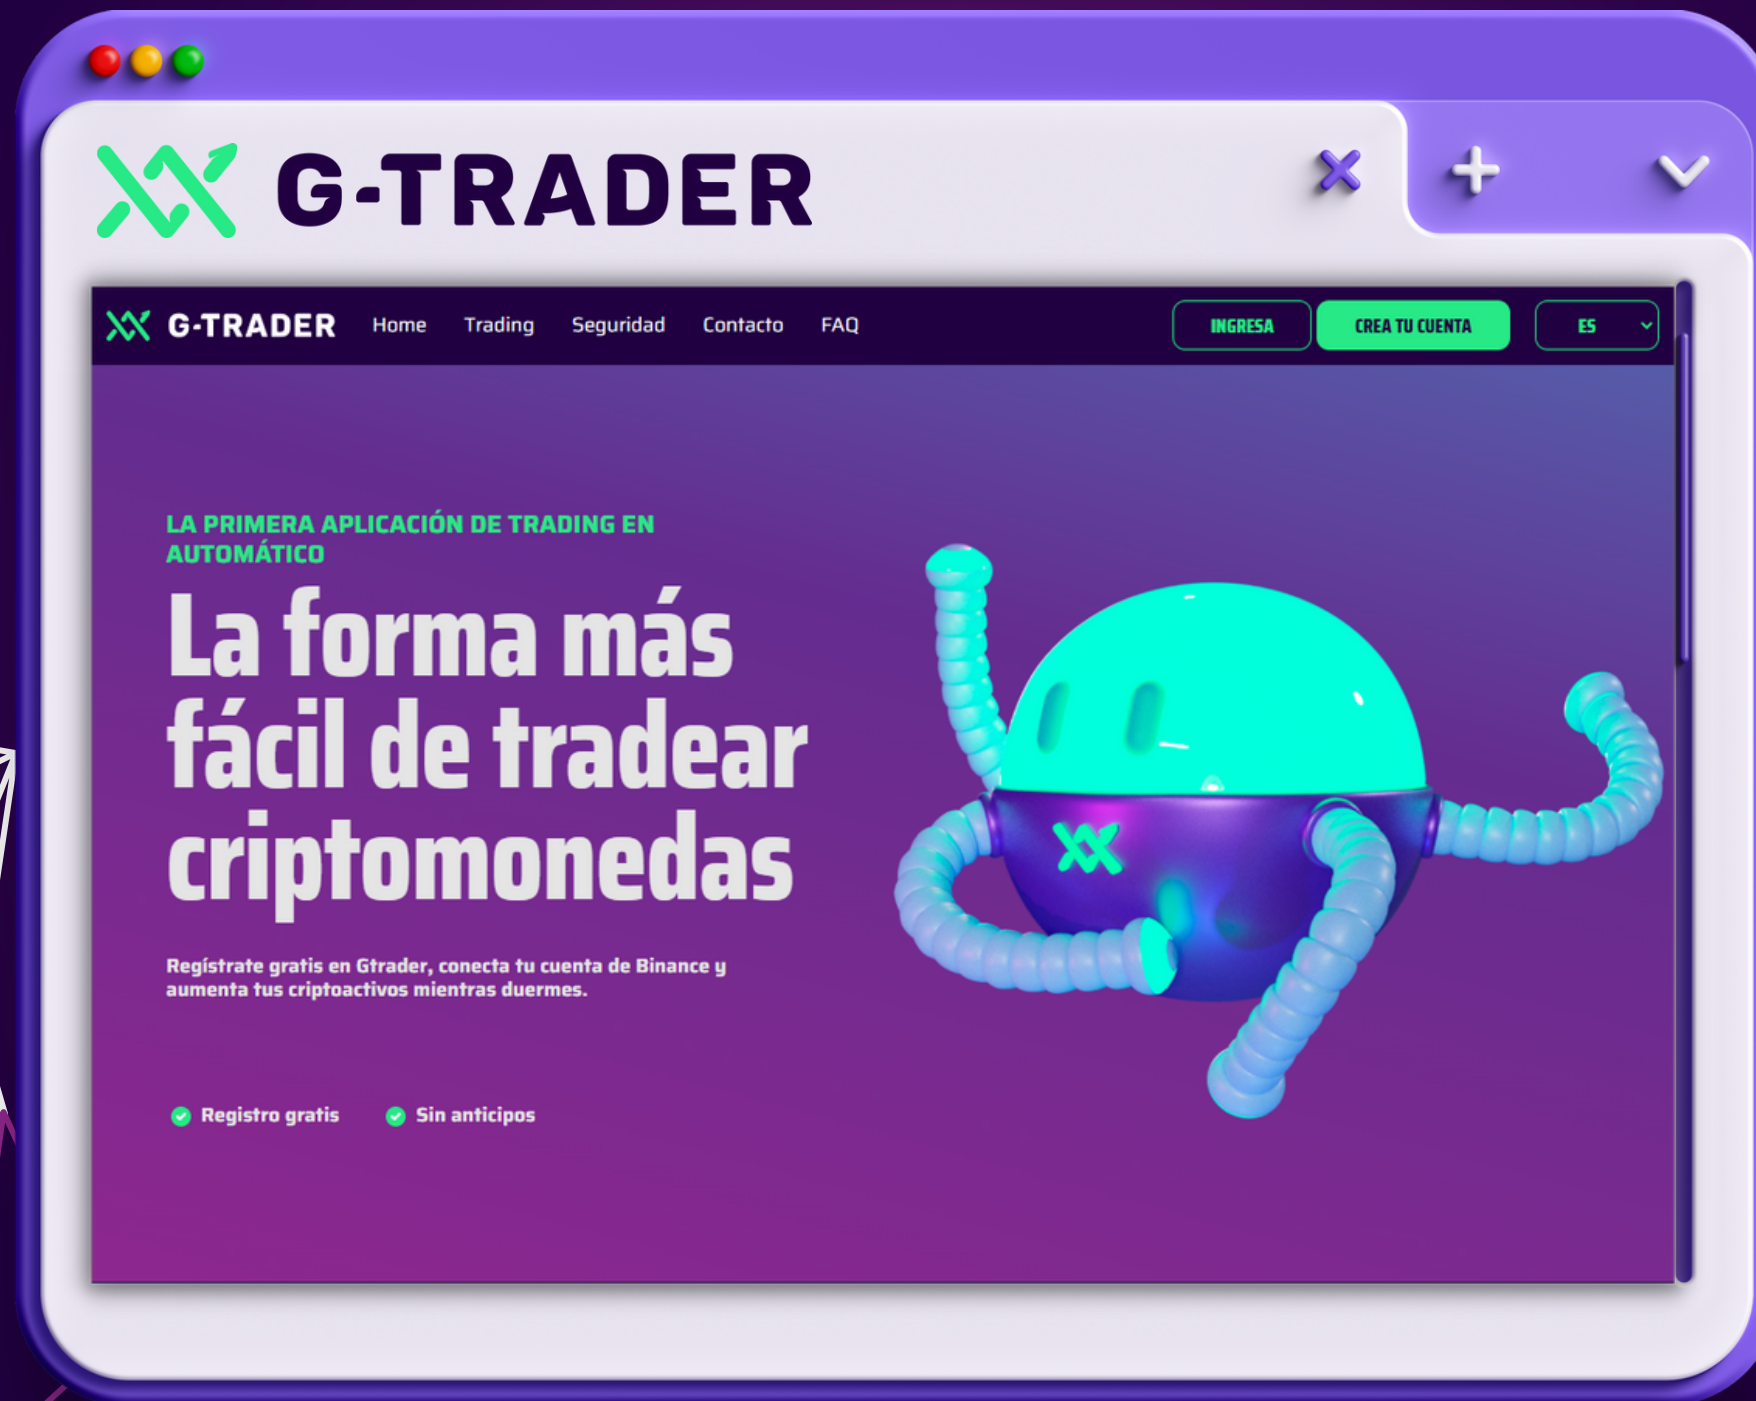 G-TRADER
G-TRADER Home Trading Seguridad Contacto FAQ INGRESA CREA TU CUENTA ES
LA PRIMERA APLICACIÓN DE TRADING EN
AUTOMÁTICO
La forma más
fácil de tradear
criptomonedas
Regístrate gratis en Gtrader, conecta tu cuenta de Binance y
aumenta tus criptoactivos mientras duermes.
Registro gratis Sin anticipos